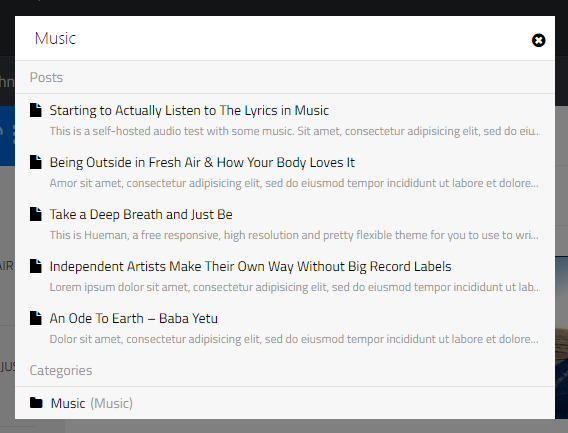 Music
Posts
Starting to Actually Listen to The Lyrics in Music
This is a self-hosted audio test with some music. Sit amet, consectetur adipisicing elit, sed do eiu...
Being Outside in Fresh Air & How Your Body Loves It
Amor sit amet, consectetur adipisicing elit, sed do eiusmod tempor incididunt ut labore et dolore...
Take a Deep Breath and Just Be
This is Hueman, a free responsive, high resolution and pretty flexible theme for you to use to wri...
Independent Artists Make Their Own Way Without Big Record Labels
Lorem ipsum dolor sit amet, consectetur adipisicing elit, sed do eiusmod tempor incididunt ut lab...
An Ode To Earth – Baba Yetu
Dolor sit amet, consectetur adipisicing elit, sed do eiusmod tempor incididunt ut labore et dolore...
Categories
Music (Music)